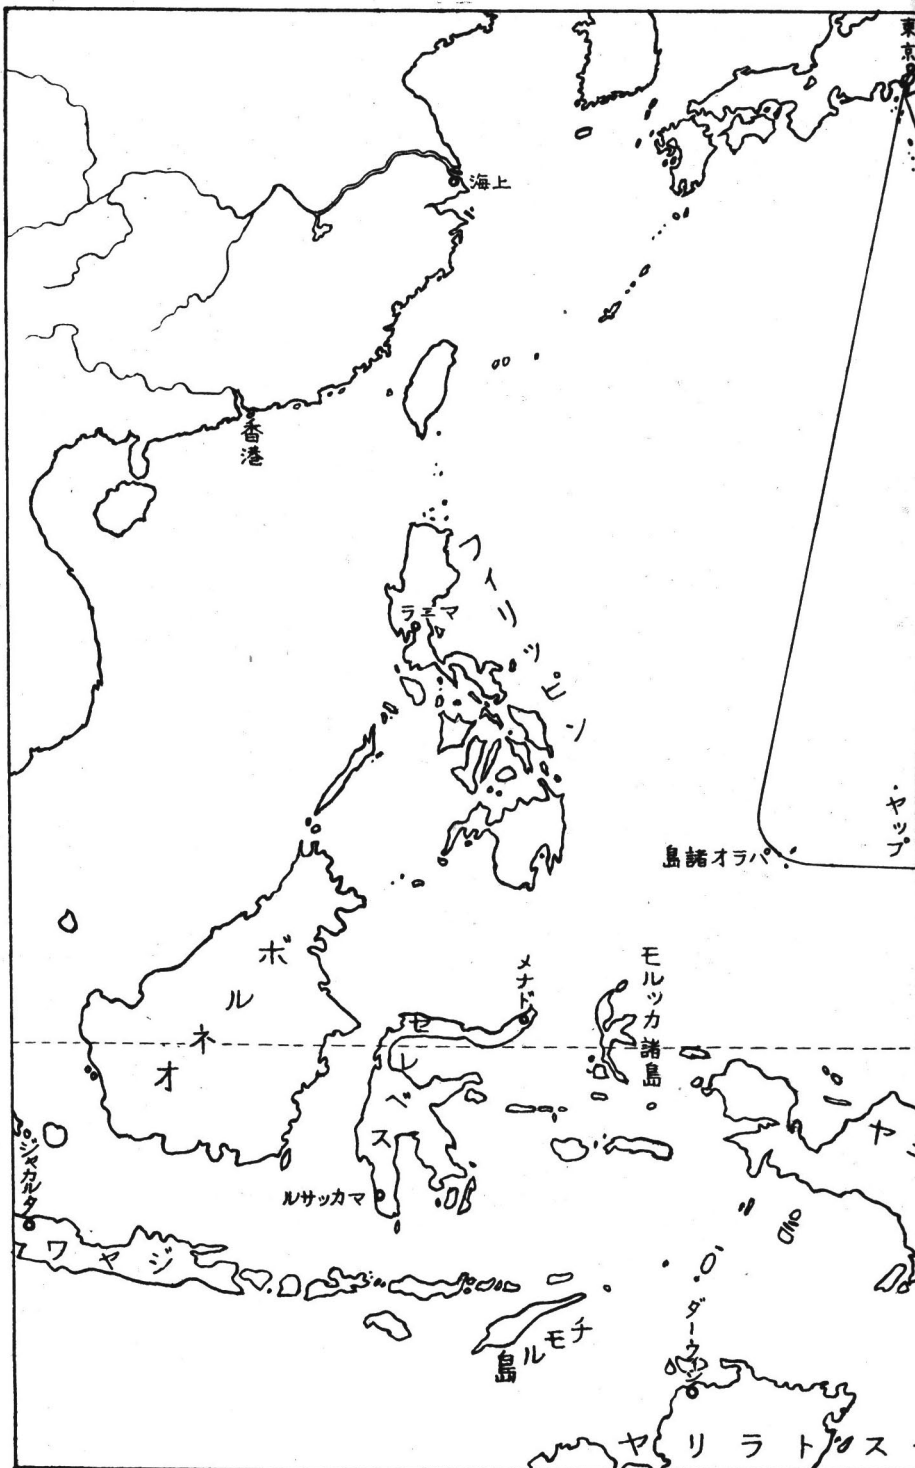 東京
上海
香港
フィリッピン
マニラ
ヤップ
パラオ諸島
ボルネオ
メナド
セレベス
モルッカ諸島
ヤ
マカッサル
ジャカルタ
ジャワ
チモル島
ダーウィン
ストラリヤ